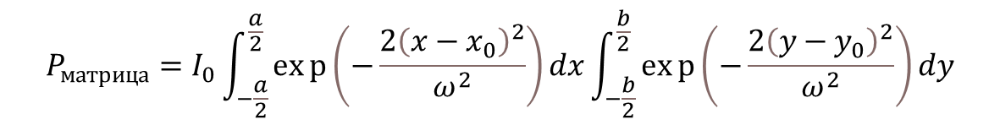 P_матрица = I_0 ∫_{-a/2}^{a/2} exp(-2(x - x_0)^2/ω^2) dx ∫_{-b/2}^{b/2} exp(-2(y - y_0)^2/ω^2) dy